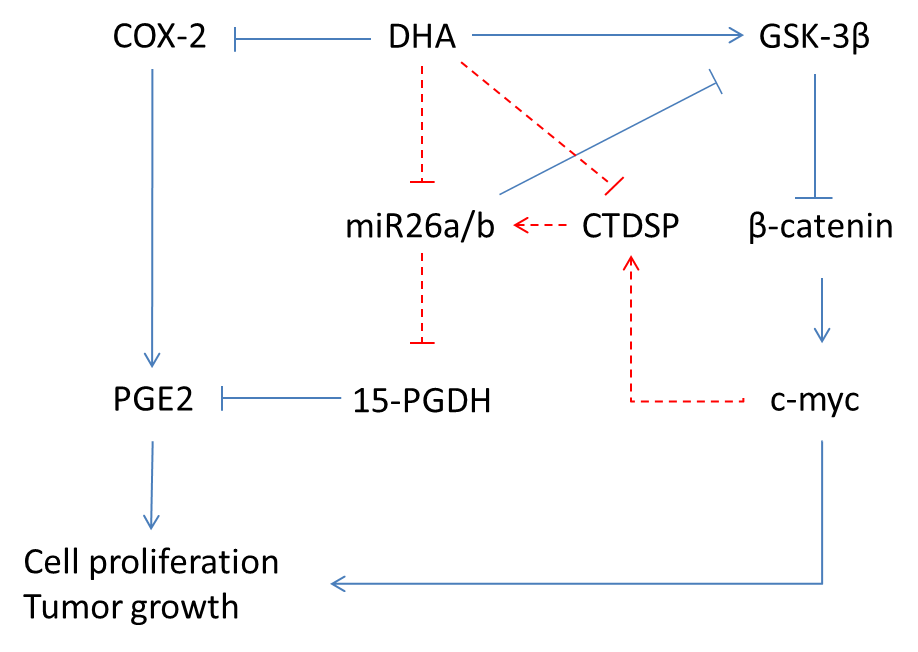 COX-2
DHA
GSK-3β
miR26a/b
CTDSP
β-catenin
PGE2
15-PGDH
c-myc
Cell proliferation
Tumor growth